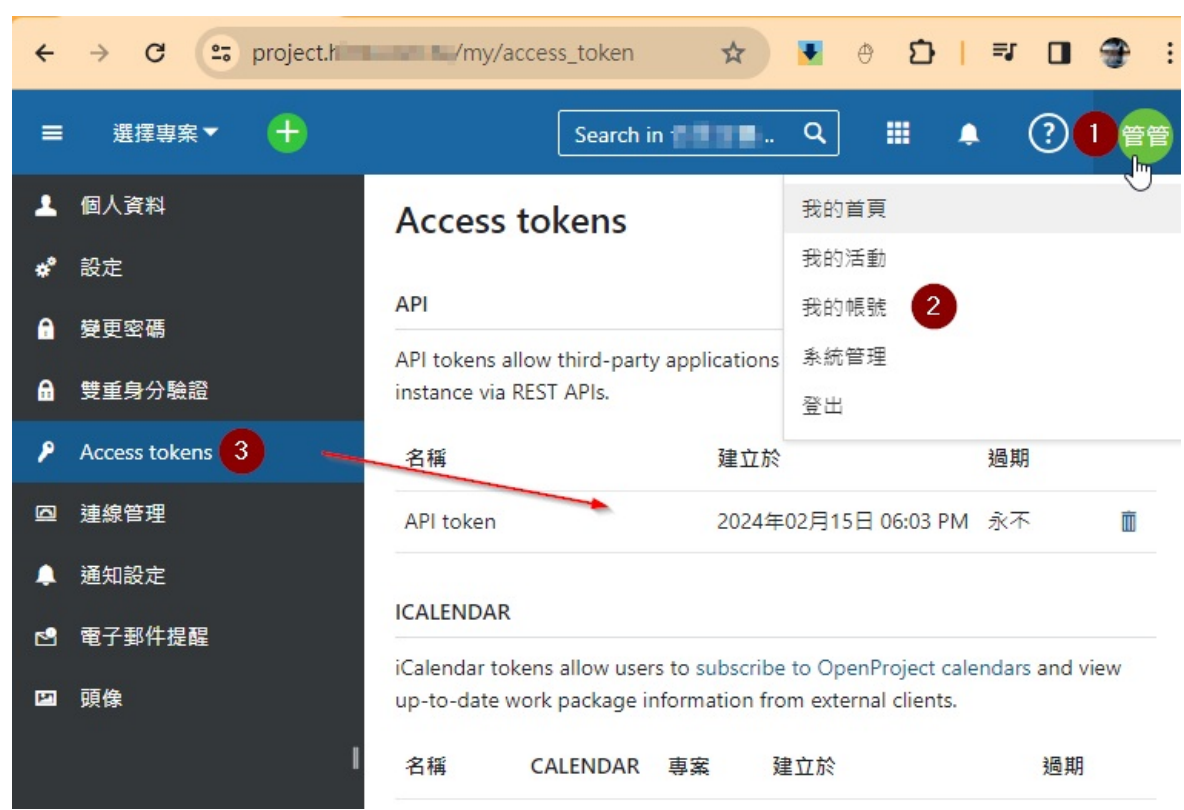 project.h /my/access_token
選擇專案
Search in ..
1
管管
個人資料
設定
變更密碼
雙重身分驗證
Access tokens 3
連線管理
通知設定
電子郵件提醒
頭像
我的首頁
我的活動
我的帳號 2
系統管理
登出
Access tokens
API
API tokens allow third-party applications
instance via REST APIs.
名稱 建立於 過期
API token 2024年02月15日 06:03 PM 永不
ICALENDAR
iCalendar tokens allow users to subscribe to OpenProject calendars and view
up-to-date work package information from external clients.
名稱 CALENDAR 專案 建立於 過期